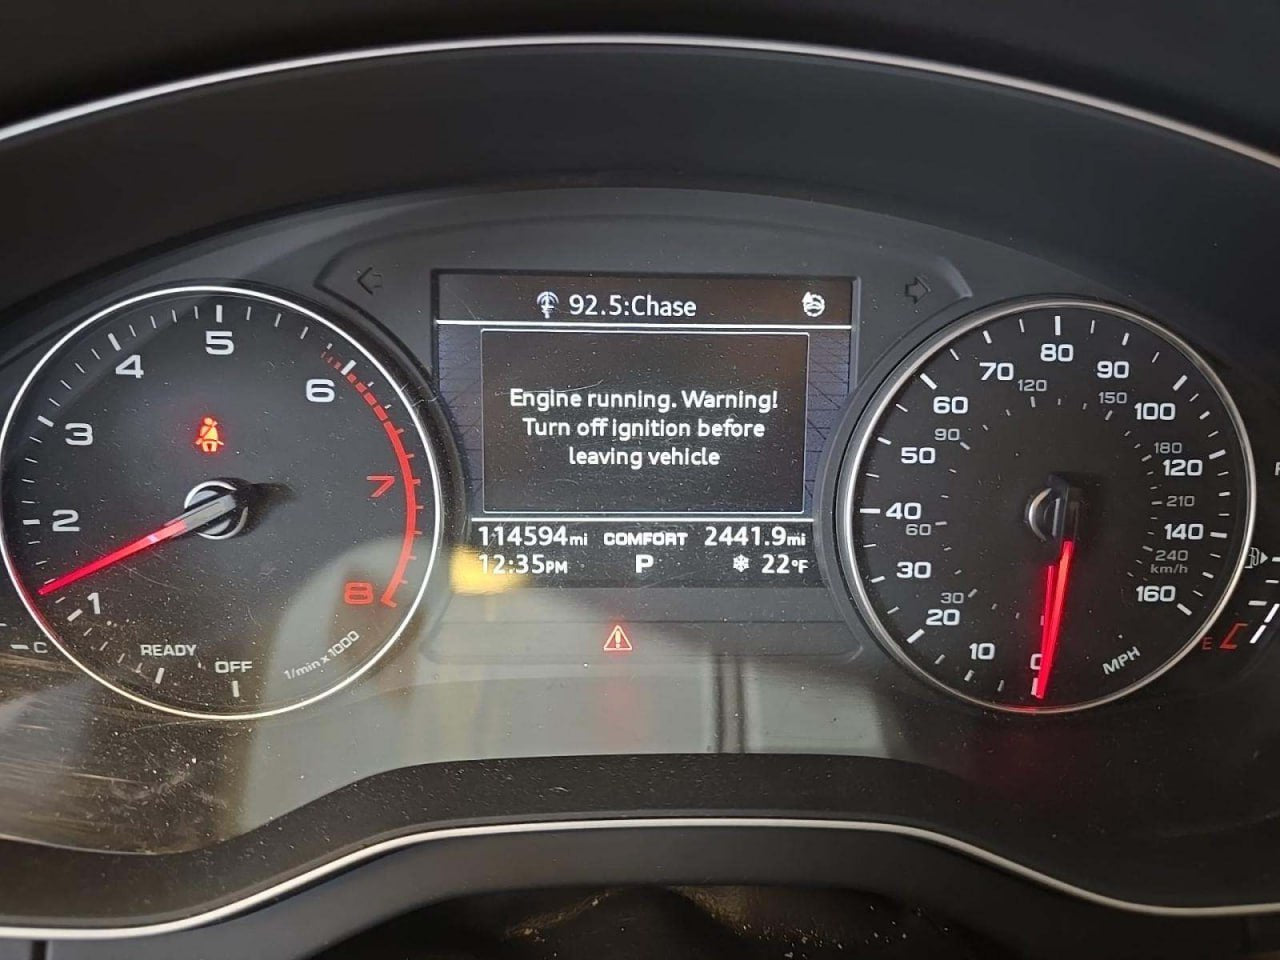 92.5:Chase
Engine running. Warning!
Turn off ignition before
leaving vehicle
114594mi COMFORT 2441.9mi
12:35PM P 22°F
1
2
3
4
5
6
7
8
READY
OFF
1/min x 1000
C
0
10
20
30
40
50
60
70
80
90
100
120
140
160
MPH
30
60
90
120
150
180
210
240
km/h
E